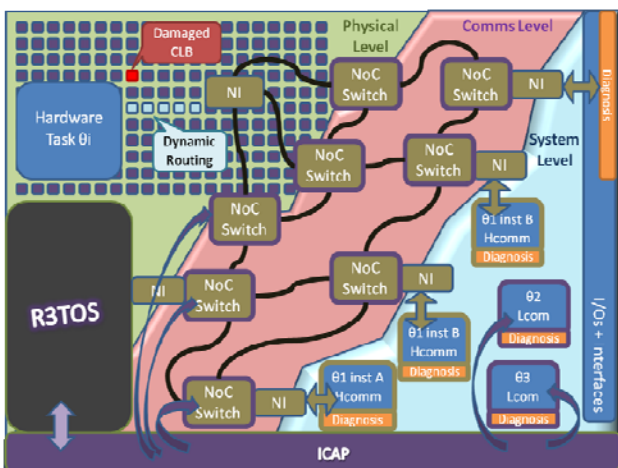 Damaged
CLB
Physical
Level
Comms Level
NoC
Switch
NoC
Switch
NI
NI
Diagnosis
Hardware
Task θi
Dynamic
Routing
System
Level
NoC
Switch
NoC
Switch
NI
NoC
Switch
θ1 inst B
Hcomm
Diagnosis
R3TOS
NI
NoC
Switch
NoC
Switch
NI
θ2
Lcom
Diagnosis
I/Os + nterfaces
θ1 inst B
Hcomm
Diagnosis
NoC
Switch
NI
θ1 inst A
Hcomm
Diagnosis
θ3
Lcom
Diagnosis
ICAP